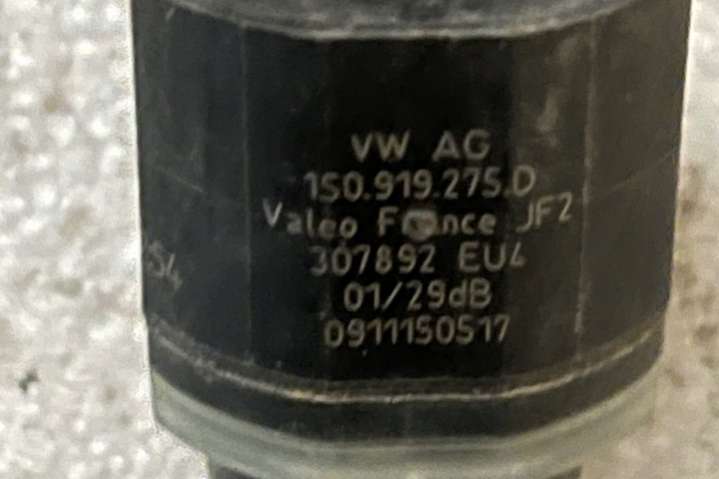 VW AG
1S0.919.275.D
Valeo France JF2
307892 EU4
01/29dB
0911150517